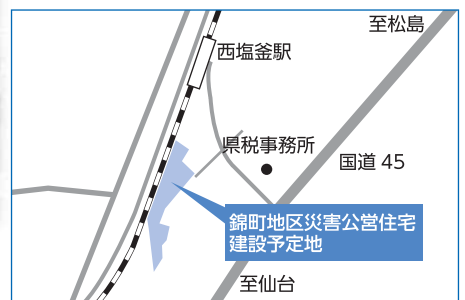 至松島
西塩釜駅
県税事務所
国道 45
錦町地区災害公営住宅
建設予定地
至仙台